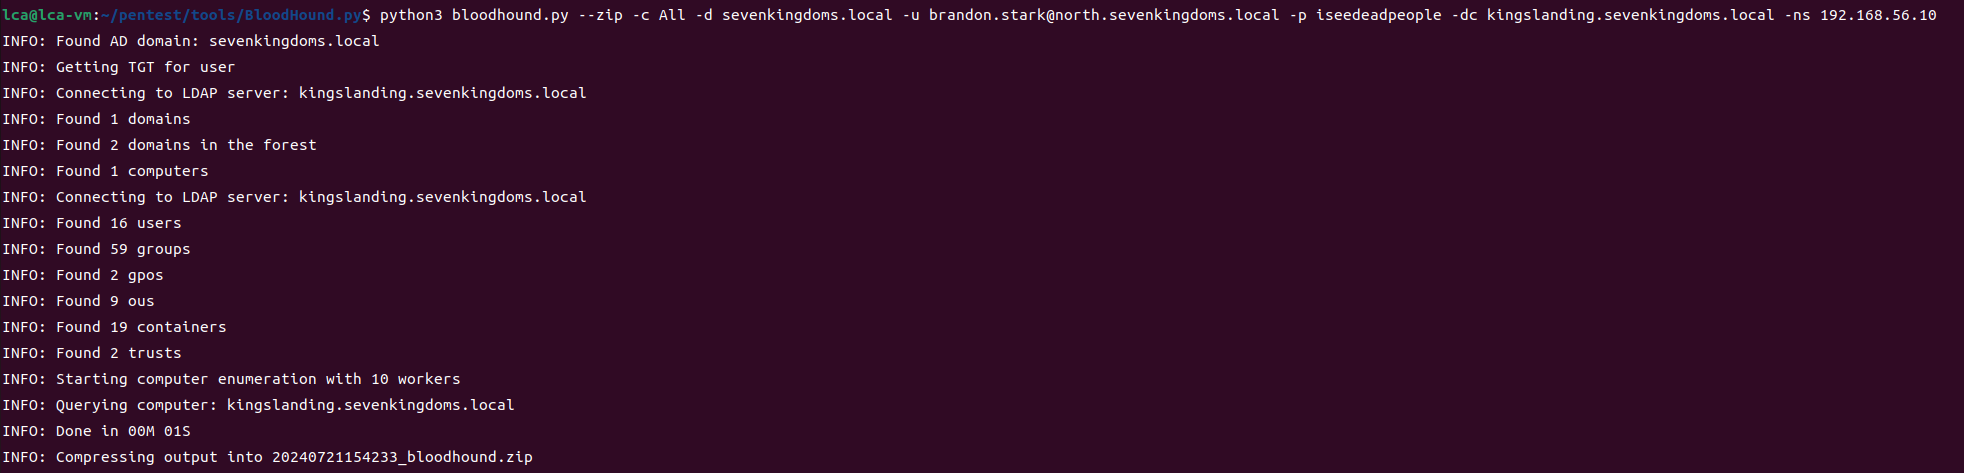 lca@lca-vm:~/pentest/tools/BloodHound.py$ python3 bloodhound.py --zip -c All -d sevenkingdoms.local -u brandon.stark@north.sevenkingdoms.local -p iseedeadpeople -dc kingslanding.sevenkingdoms.local -ns 192.168.56.10
INFO: Found AD domain: sevenkingdoms.local
INFO: Getting TGT for user
INFO: Connecting to LDAP server: kingslanding.sevenkingdoms.local
INFO: Found 1 domains
INFO: Found 2 domains in the forest
INFO: Found 1 computers
INFO: Connecting to LDAP server: kingslanding.sevenkingdoms.local
INFO: Found 16 users
INFO: Found 59 groups
INFO: Found 2 gpos
INFO: Found 9 ous
INFO: Found 19 containers
INFO: Found 2 trusts
INFO: Starting computer enumeration with 10 workers
INFO: Querying computer: kingslanding.sevenkingdoms.local
INFO: Done in 00M 01S
INFO: Compressing output into 20240721154233_bloodhound.zip